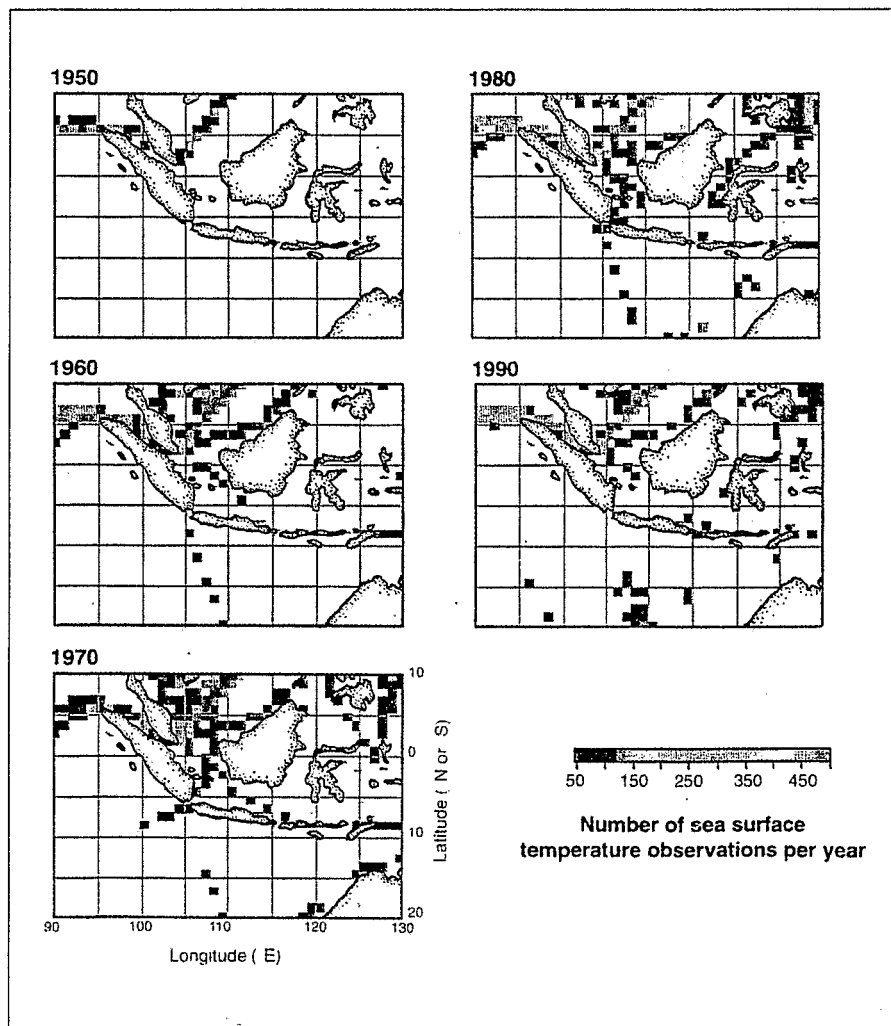 1950
1980
1960
1990
1970
10
0
10
20
Latitude ( N or S)
90 100 110 120 130
Longitude ( E)
50 150 250 350 450
Number of sea surface
temperature observations per year